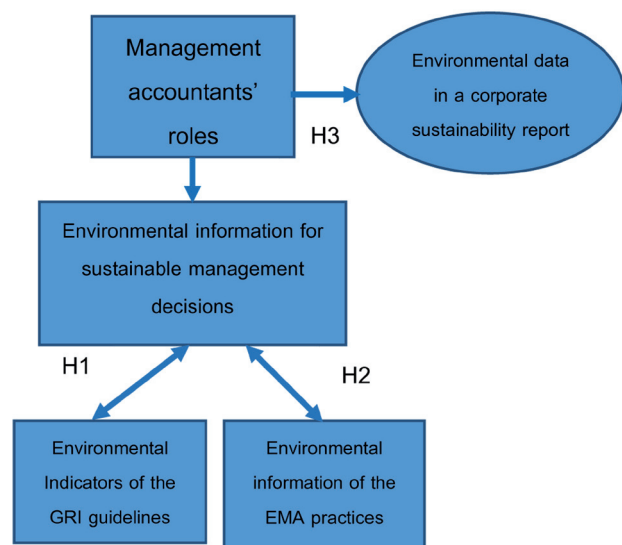 Management
accountants’
roles
Environmental data
in a corporate
sustainability report
H3
Environmental information for
sustainable management
decisions
H1
H2
Environmental
Indicators of the
GRI guidelines
Environmental
information of the
EMA practices